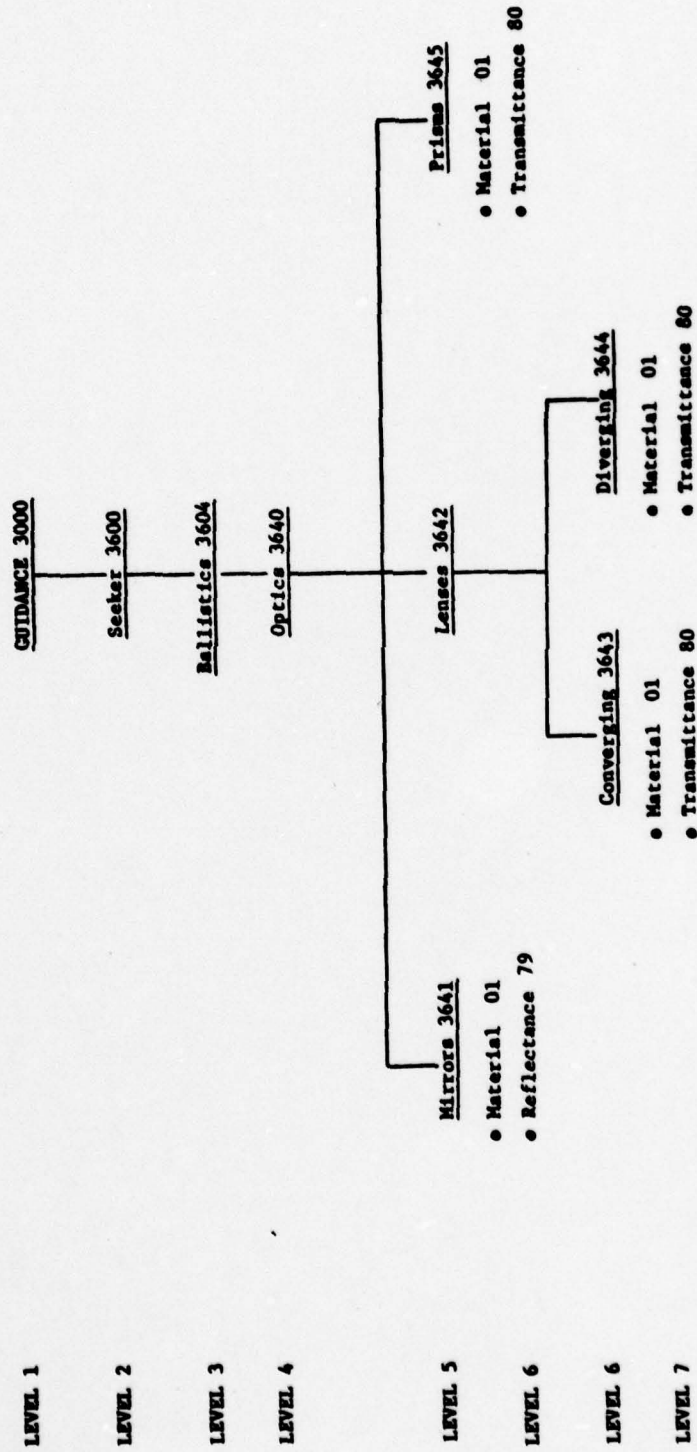 LEVEL 1
GUIDANCE 3000
LEVEL 2
Seeker 3600
LEVEL 3
Ballistics 3604
LEVEL 4
Optics 3640
LEVEL 5
Mirrors 3641
Lenses 3642
Prisms 3645
LEVEL 6
• Material 01
• Reflectance 79
• Material 01
• Transmittance 80
LEVEL 6
Converging 3643
Diverging 3644
LEVEL 7
• Material 01
• Transmittance 80
• Material 01
• Transmittance 80